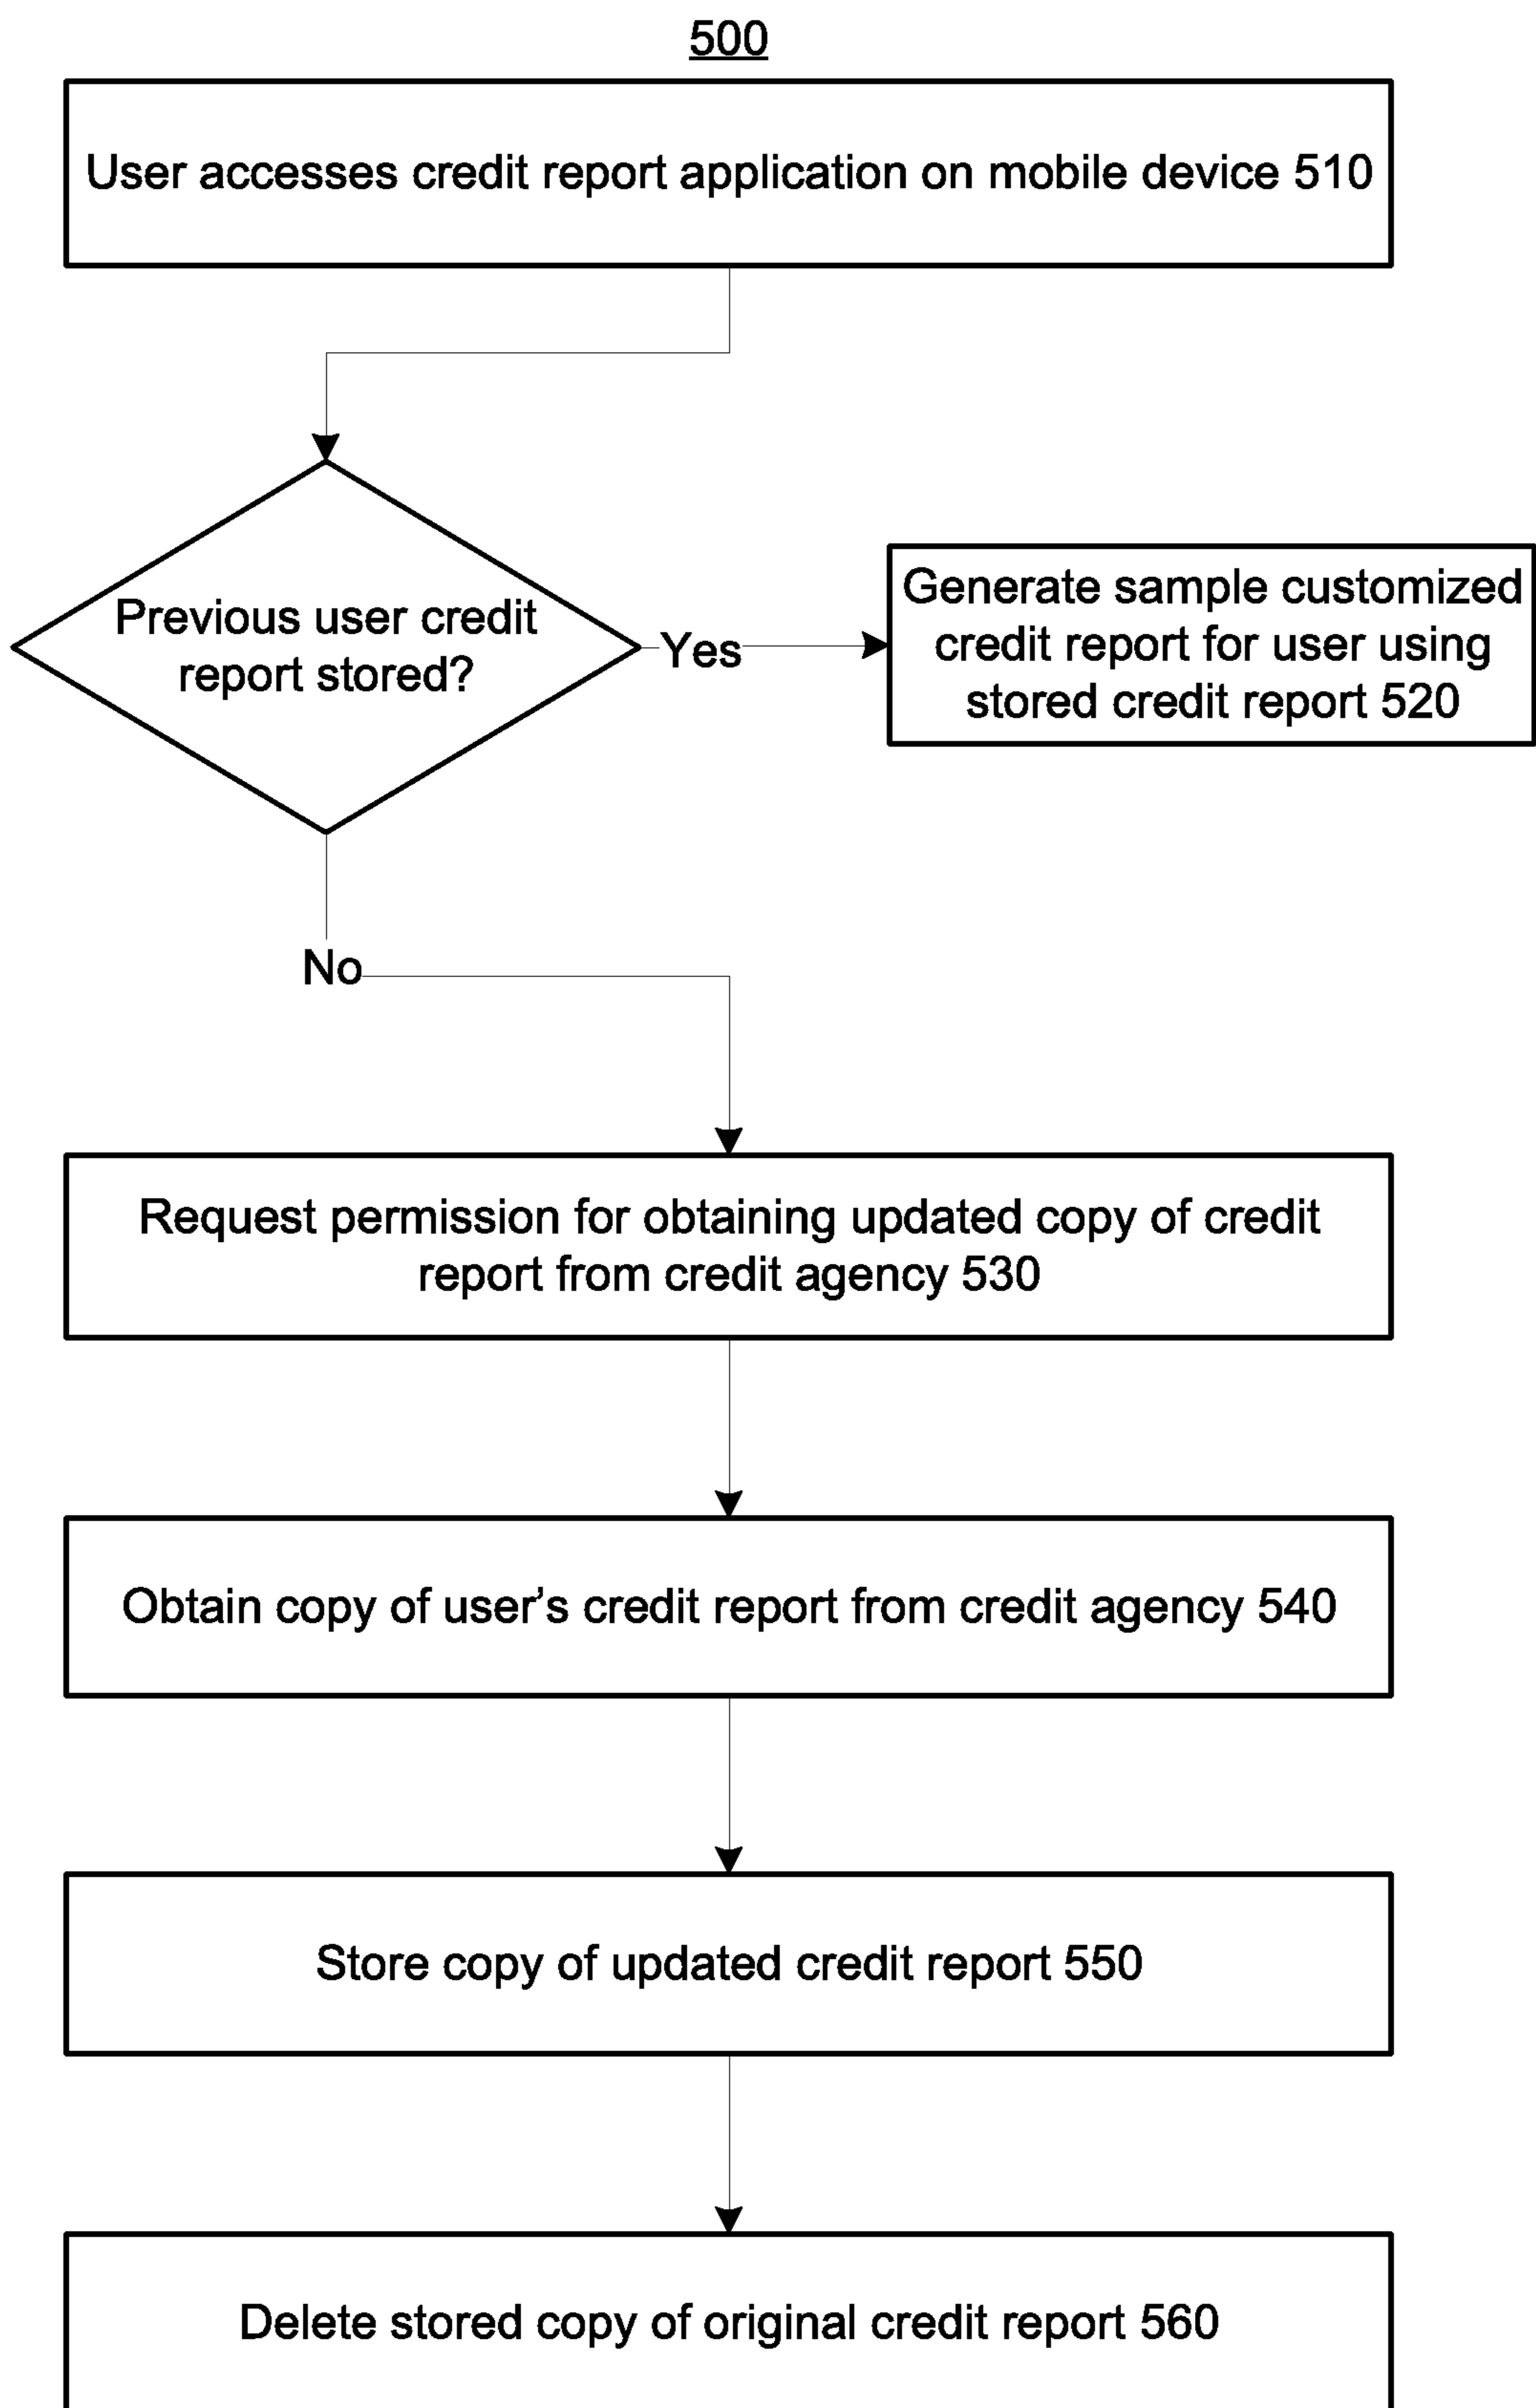 500
User accesses credit report application on mobile device 510
Previous user credit
report stored?
Yes
Generate sample customized
credit report for user using
stored credit report 520
No
Request permission for obtaining updated copy of credit
report from credit agency 530
Obtain copy of user’s credit report from credit agency 540
Store copy of updated credit report 550
Delete stored copy of original credit report 560